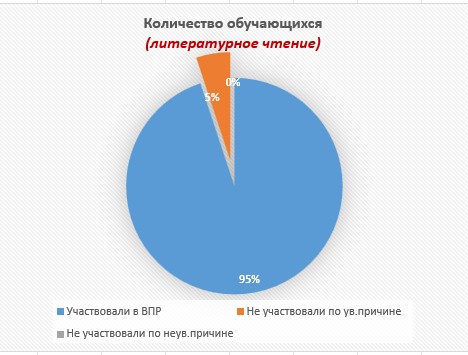 Количество обучающихся
(литературное чтение)
0%
5%
95%
Участвовали в ВПР
Не участвовали по ув.причине
Не участвовали по неув.причине